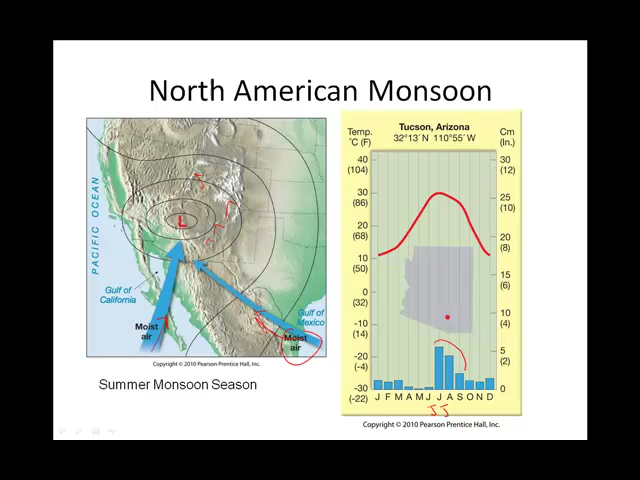 North American Monsoon
PACIFIC OCEAN
L
Gulf of
California
Gulf of
Mexico
Moist
air
Moist
air
Copyright © 2010 Pearson Prentice Hall, Inc.
Summer Monsoon Season
Temp.
°C (F)
Tucson, Arizona
32°13´ N 110°55´ W
Cm
(In.)
40
(104)
30
(86)
20
(68)
10
(50)
0
(32)
-10
(14)
-20
(-4)
-30
(-22)
30
(12)
25
(10)
20
(8)
15
(6)
10
(4)
5
(2)
0
J F M A M J J A S O N D
J J
Copyright © 2010 Pearson Prentice Hall, Inc.